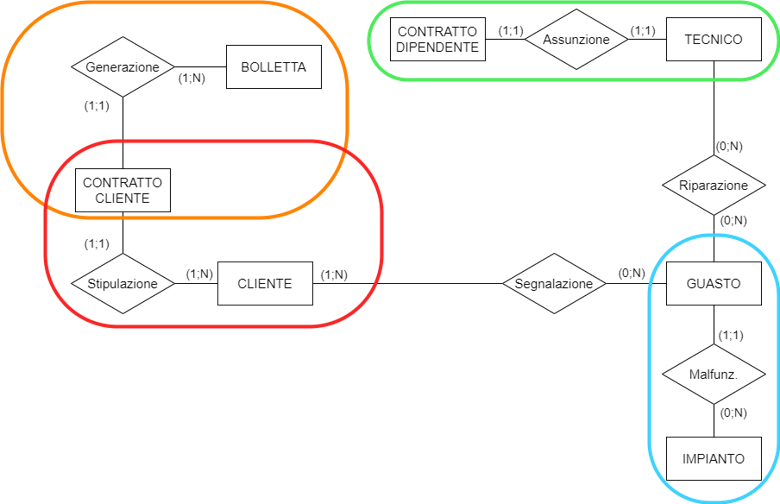 CONTRATTO
DIPENDENTE
(1;1)
Assunzione
(1;1)
TECNICO
Generazione
(1;N)
BOLLETTA
(1;1)
(0;N)
CONTRATTO
CLIENTE
Riparazione
(0;N)
(1;1)
Stipulazione
(1;N)
CLIENTE
(1;N)
Segnalazione
(0;N)
GUASTO
(1;1)
Malfunz.
(0;N)
IMPIANTO